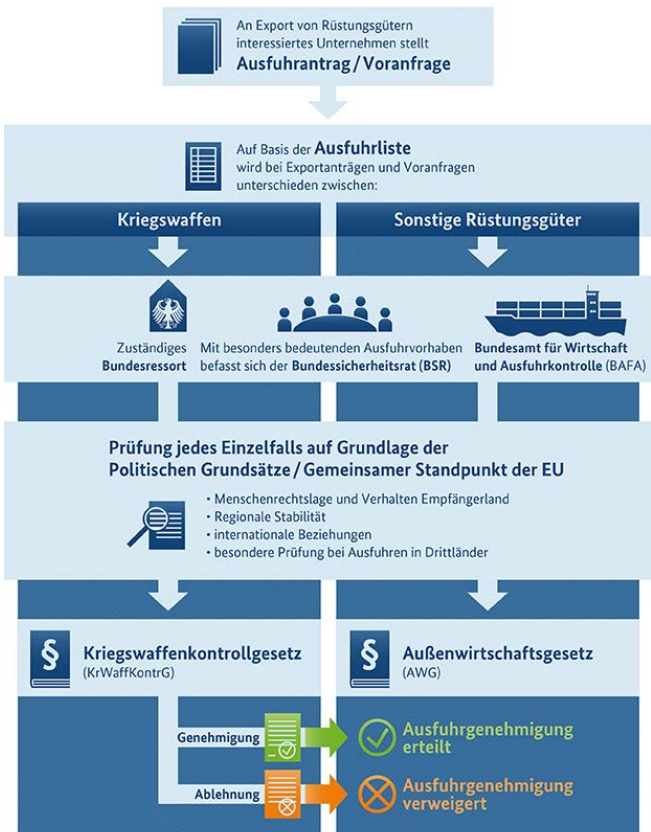 An Export von Rüstungsgütern
interessiertes Unternehmen stellt
Ausfuhrantrag / Voranfrage
Auf Basis der Ausfuhrliste
wird bei Exportanträgen und Voranfragen
unterschieden zwischen:
Kriegswaffen
Sonstige Rüstungsgüter
Zuständiges
Bundesressort
Mit besonders bedeutenden Ausfuhrvorhaben
befasst sich der Bundessicherheitsrat (BSR)
Bundesamt für Wirtschaft
und Ausfuhrkontrolle (BAFA)
Prüfung jedes Einzelfalls auf Grundlage der
Politischen Grundsätze / Gemeinsamer Standpunkt der EU
• Menschenrechtslage und Verhalten Empfängerland
• Regionale Stabilität
• internationale Beziehungen
• besondere Prüfung bei Ausfuhren in Drittländer
§
Kriegswaffenkontrollgesetz
(KrWaffKontrG)
§
Außenwirtschaftsgesetz
(AWG)
Genehmigung
Ausfuhrgenehmigung
erteilt
Ablehnung
Ausfuhrgenehmigung
verweigert